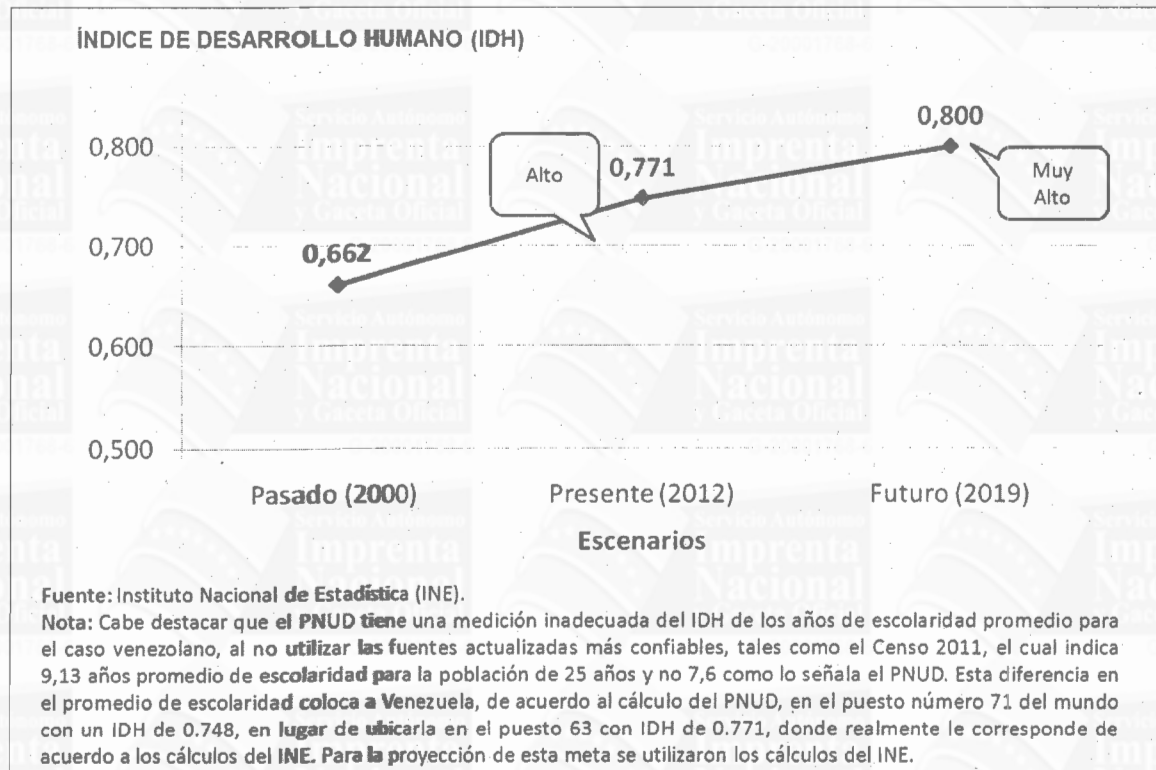 ÍNDICE DE DESARROLLO HUMANO (IDH)
0,800
0,700
0,600
0,500
0,662
Alto
0,771
0,800
Muy
Alto
Pasado (2000)
Presente (2012)
Futuro (2019)
Escenarios
Fuente: Instituto Nacional de Estadística (INE).
Nota: Cabe destacar que el PNUD tiene una medición inadecuada del IDH de los años de escolaridad promedio para
el caso venezolano, al no utilizar las fuentes actualizadas más confiables, tales como el Censo 2011, el cual indica
9,13 años promedio de escolaridad para la población de 25 años y no 7,6 como lo señala el PNUD. Esta diferencia en
el promedio de escolaridad coloca a Venezuela, de acuerdo al cálculo del PNUD, en el puesto número 71 del mundo
con un IDH de 0.748, en lugar de ubicarla en el puesto 63 con IDH de 0.771, donde realmente le corresponde de
acuerdo a los cálculos del INE. Para la proyección de esta meta se utilizaron los cálculos del INE.
Servicio Autónomo
Imprenta
Nacional
y Gaceta Oficial